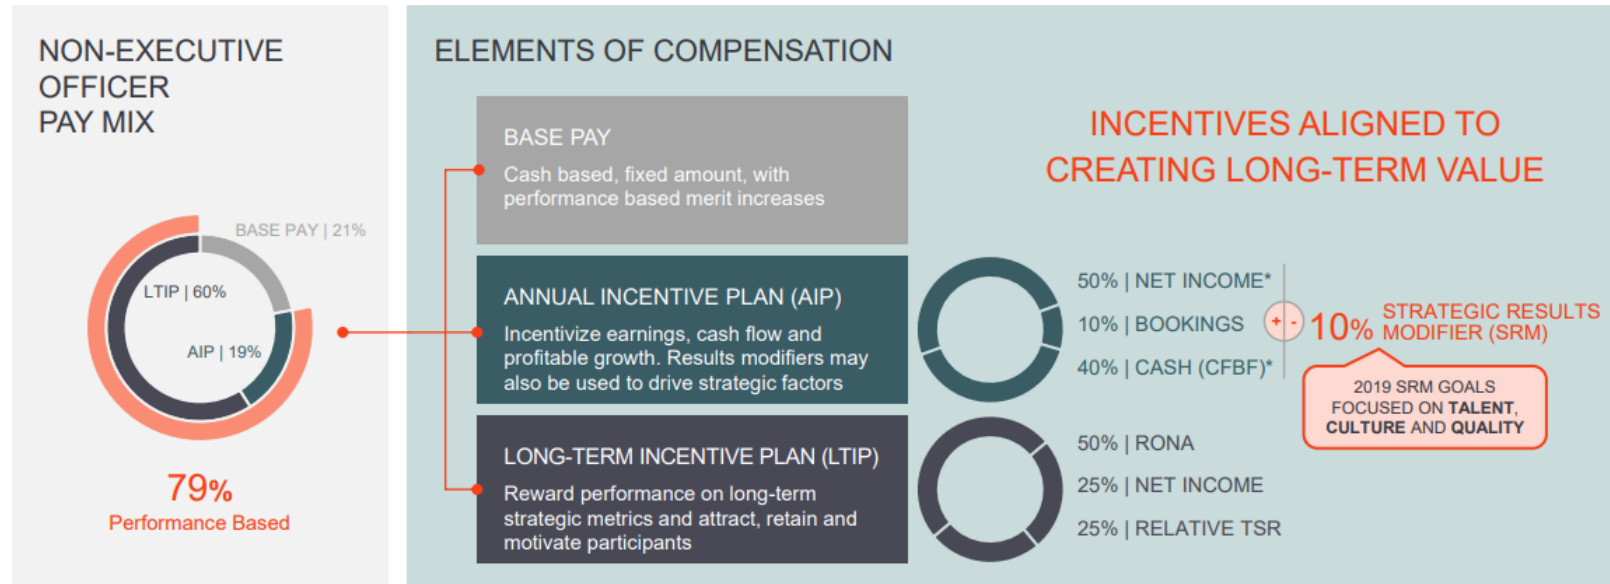 NON-EXECUTIVE
OFFICER
PAY MIX
BASE PAY | 21%
LTIP | 60%
AIP | 19%
79%
Performance Based
ELEMENTS OF COMPENSATION
BASE PAY
Cash based, fixed amount, with
performance based merit increases
ANNUAL INCENTIVE PLAN (AIP)
Incentivize earnings, cash flow and
profitable growth. Results modifiers may
also be used to drive strategic factors
LONG-TERM INCENTIVE PLAN (LTIP)
Reward performance on long-term
strategic metrics and attract, retain and
motivate participants
INCENTIVES ALIGNED TO
CREATING LONG-TERM VALUE
50% | NET INCOME*
10% | BOOKINGS
40% | CASH (CFBF)*
+ -
10% STRATEGIC RESULTS
MODIFIER (SRM)
2019 SRM GOALS
FOCUSED ON TALENT,
CULTURE AND QUALITY
50% | RONA
25% | NET INCOME
25% | RELATIVE TSR